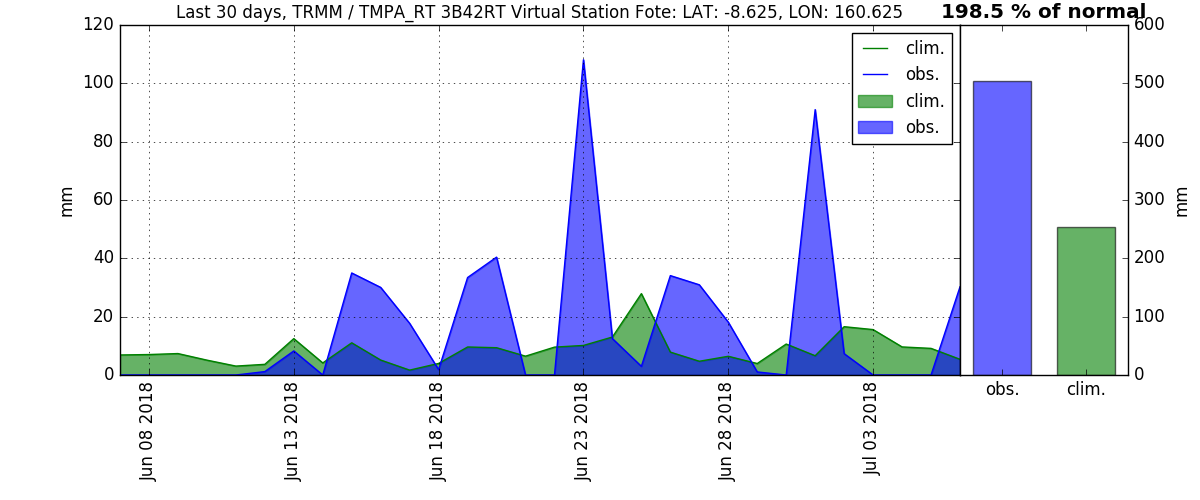 Last 30 days, TRMM / TMPA_RT 3B42RT Virtual Station Fote: LAT: -8.625, LON: 160.625
198.5 % of normal
120
100
80
60
40
20
0
mm
clim.
obs.
clim.
obs.
600
500
400
300
200
100
0
mm
obs.
clim.
Jun 08 2018
Jun 13 2018
Jun 18 2018
Jun 23 2018
Jun 28 2018
Jul 03 2018